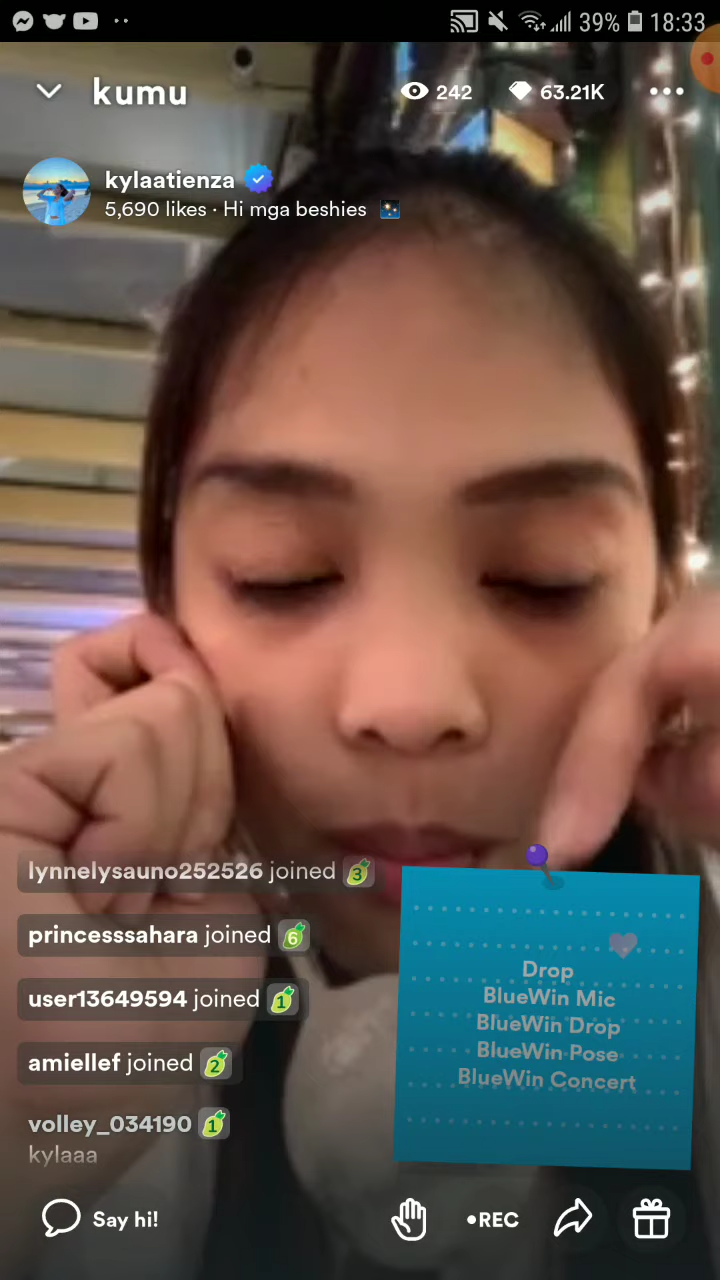 39% 18:33
kumu 242 63.21K
kylaatienza
5,690 likes · Hi mga beshies
lynnelysauno252526 joined 3
princesssahara joined 6
user13649594 joined 1
amiellef joined 2
volley_034190 1
kylaaa
Drop
BlueWin Mic
BlueWin Drop
BlueWin Pose
BlueWin Concert
Say hi! •REC